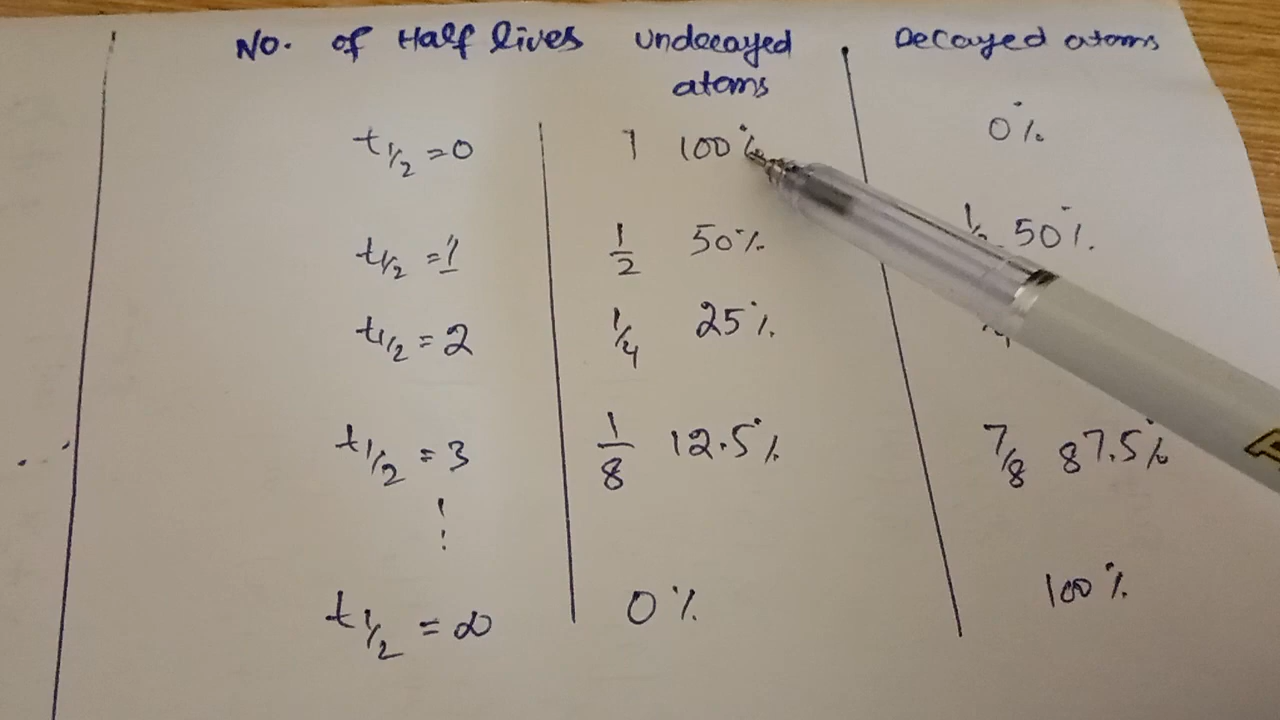 No. of Half lives undecayed atoms Decayed atoms
t1/2 = 0 1 100% 0%
t1/2 = 1 1/2 50% 50%
t1/2 = 2 1/4 25%
t1/2 = 3 1/8 12.5% 7/8 87.5%
t1/2 = ∞ 0% 100%